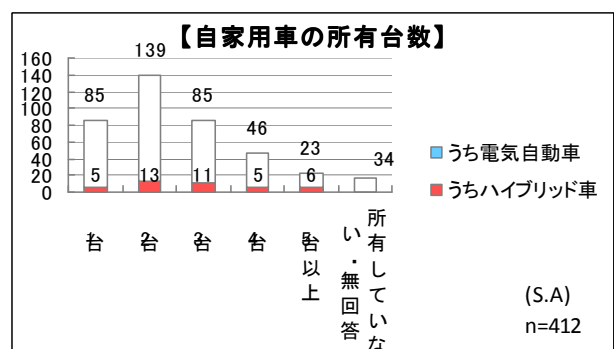 【自家用車の所有台数】
160
140
120
100
80
60
40
20
0
85
139
85
46
23
34
5
13
11
5
6
1台
2台
3台
4台
5台以上
所有していな
い・無回答
うち電気自動車
うちハイブリッド車
(S.A)
n=412